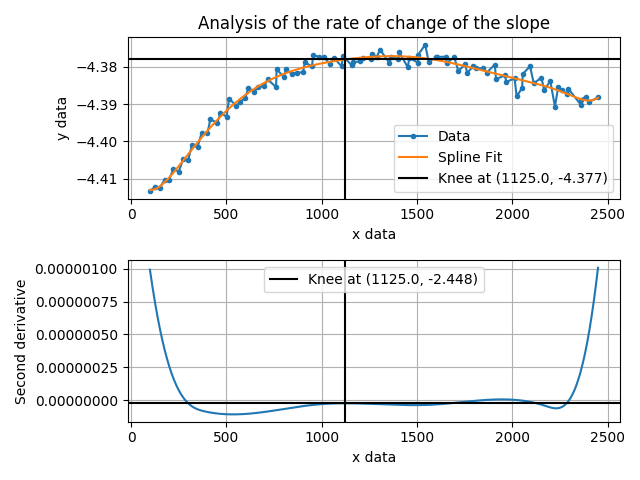 Analysis of the rate of change of the slope
y data
−4.38
−4.39
−4.40
−4.41
Data
Spline Fit
Knee at (1125.0, -4.377)
0 500 1000 1500 2000 2500
x data
Second derivative
0.00000100
0.00000075
0.00000050
0.00000025
0.00000000
Knee at (1125.0, -2.448)
0 500 1000 1500 2000 2500
x data